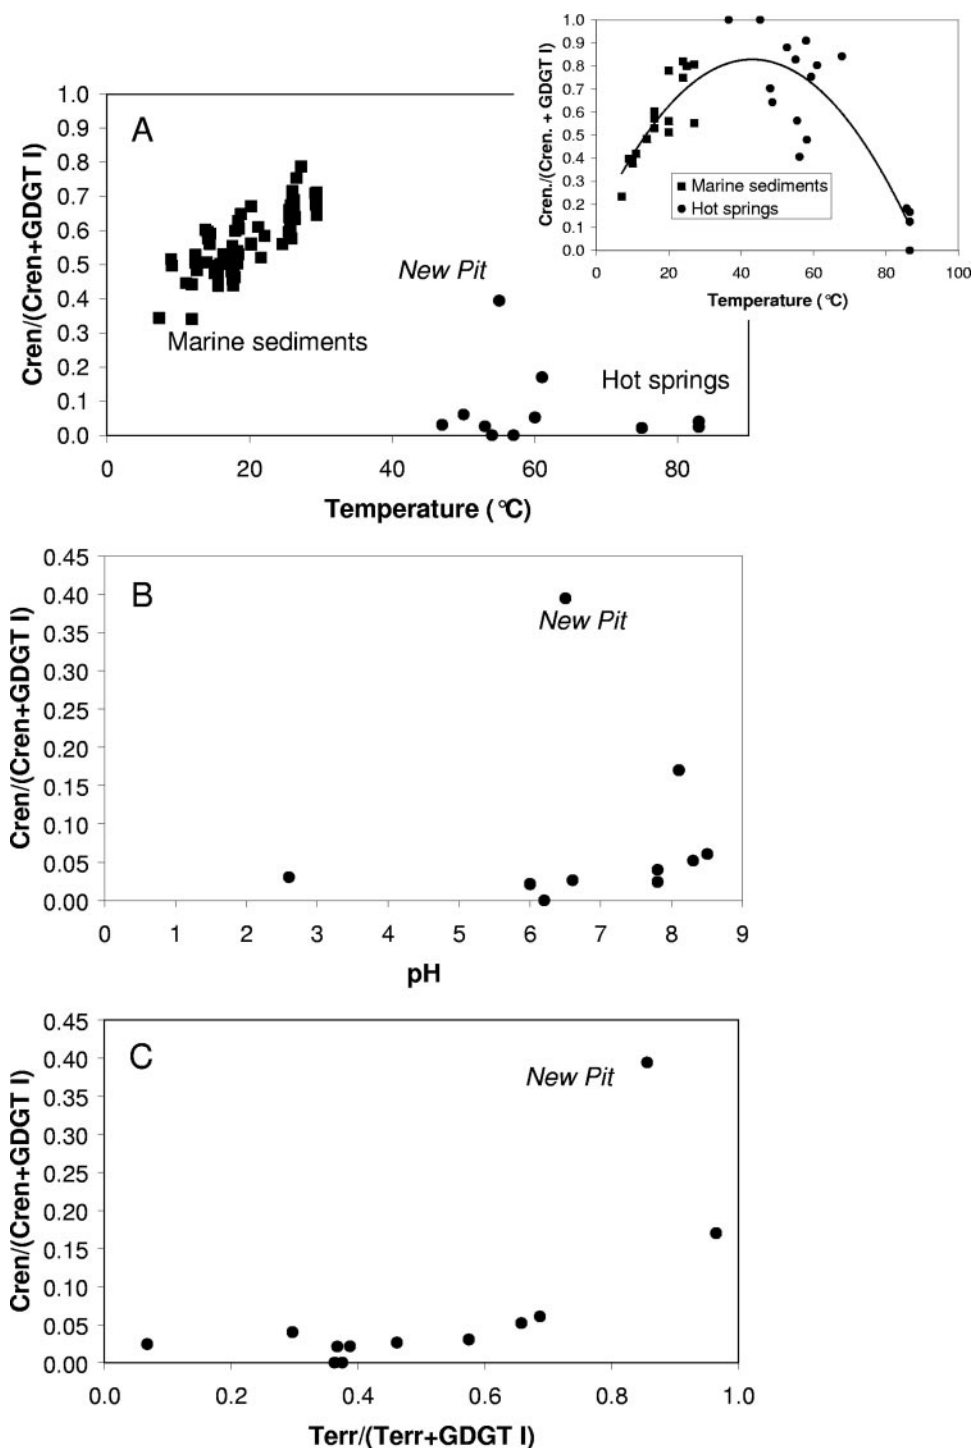 1.0
0.9
0.8
0.7
0.6
0.5
0.4
0.3
0.2
0.1
0.0
Cren./(Cren. + GDGT I)
Marine sediments
Hot springs
0 20 40 60 80 100
Temperature (°C)
A
1.0
0.9
0.8
0.7
0.6
0.5
0.4
0.3
0.2
0.1
0.0
Cren/(Cren+GDGT I)
New Pit
Marine sediments
Hot springs
0 20 40 60 80
Temperature (°C)
B
0.45
0.40
0.35
0.30
0.25
0.20
0.15
0.10
0.05
0.00
Cren/(Cren+GDGT I)
New Pit
0 1 2 3 4 5 6 7 8 9
pH
C
0.45
0.40
0.35
0.30
0.25
0.20
0.15
0.10
0.05
0.00
Cren/(Cren+GDGT I)
New Pit
0.0 0.2 0.4 0.6 0.8 1.0
Terr/(Terr+GDGT I)